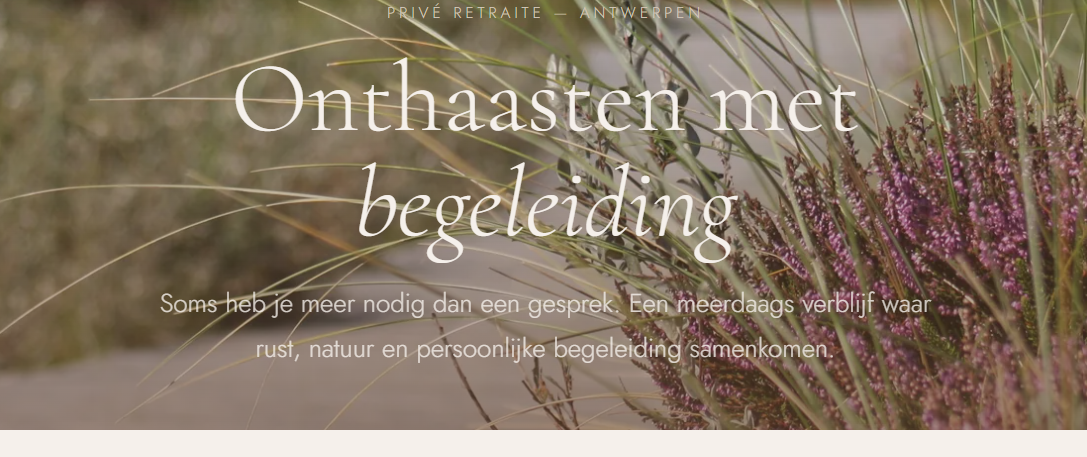 PRIVÉ RETRAITE — ANTWERPEN
Onthaasten met
begeleiding
Soms heb je meer nodig dan een gesprek. Een meerdaags verblijf waar
rust, natuur en persoonlijke begeleiding samenkomen.